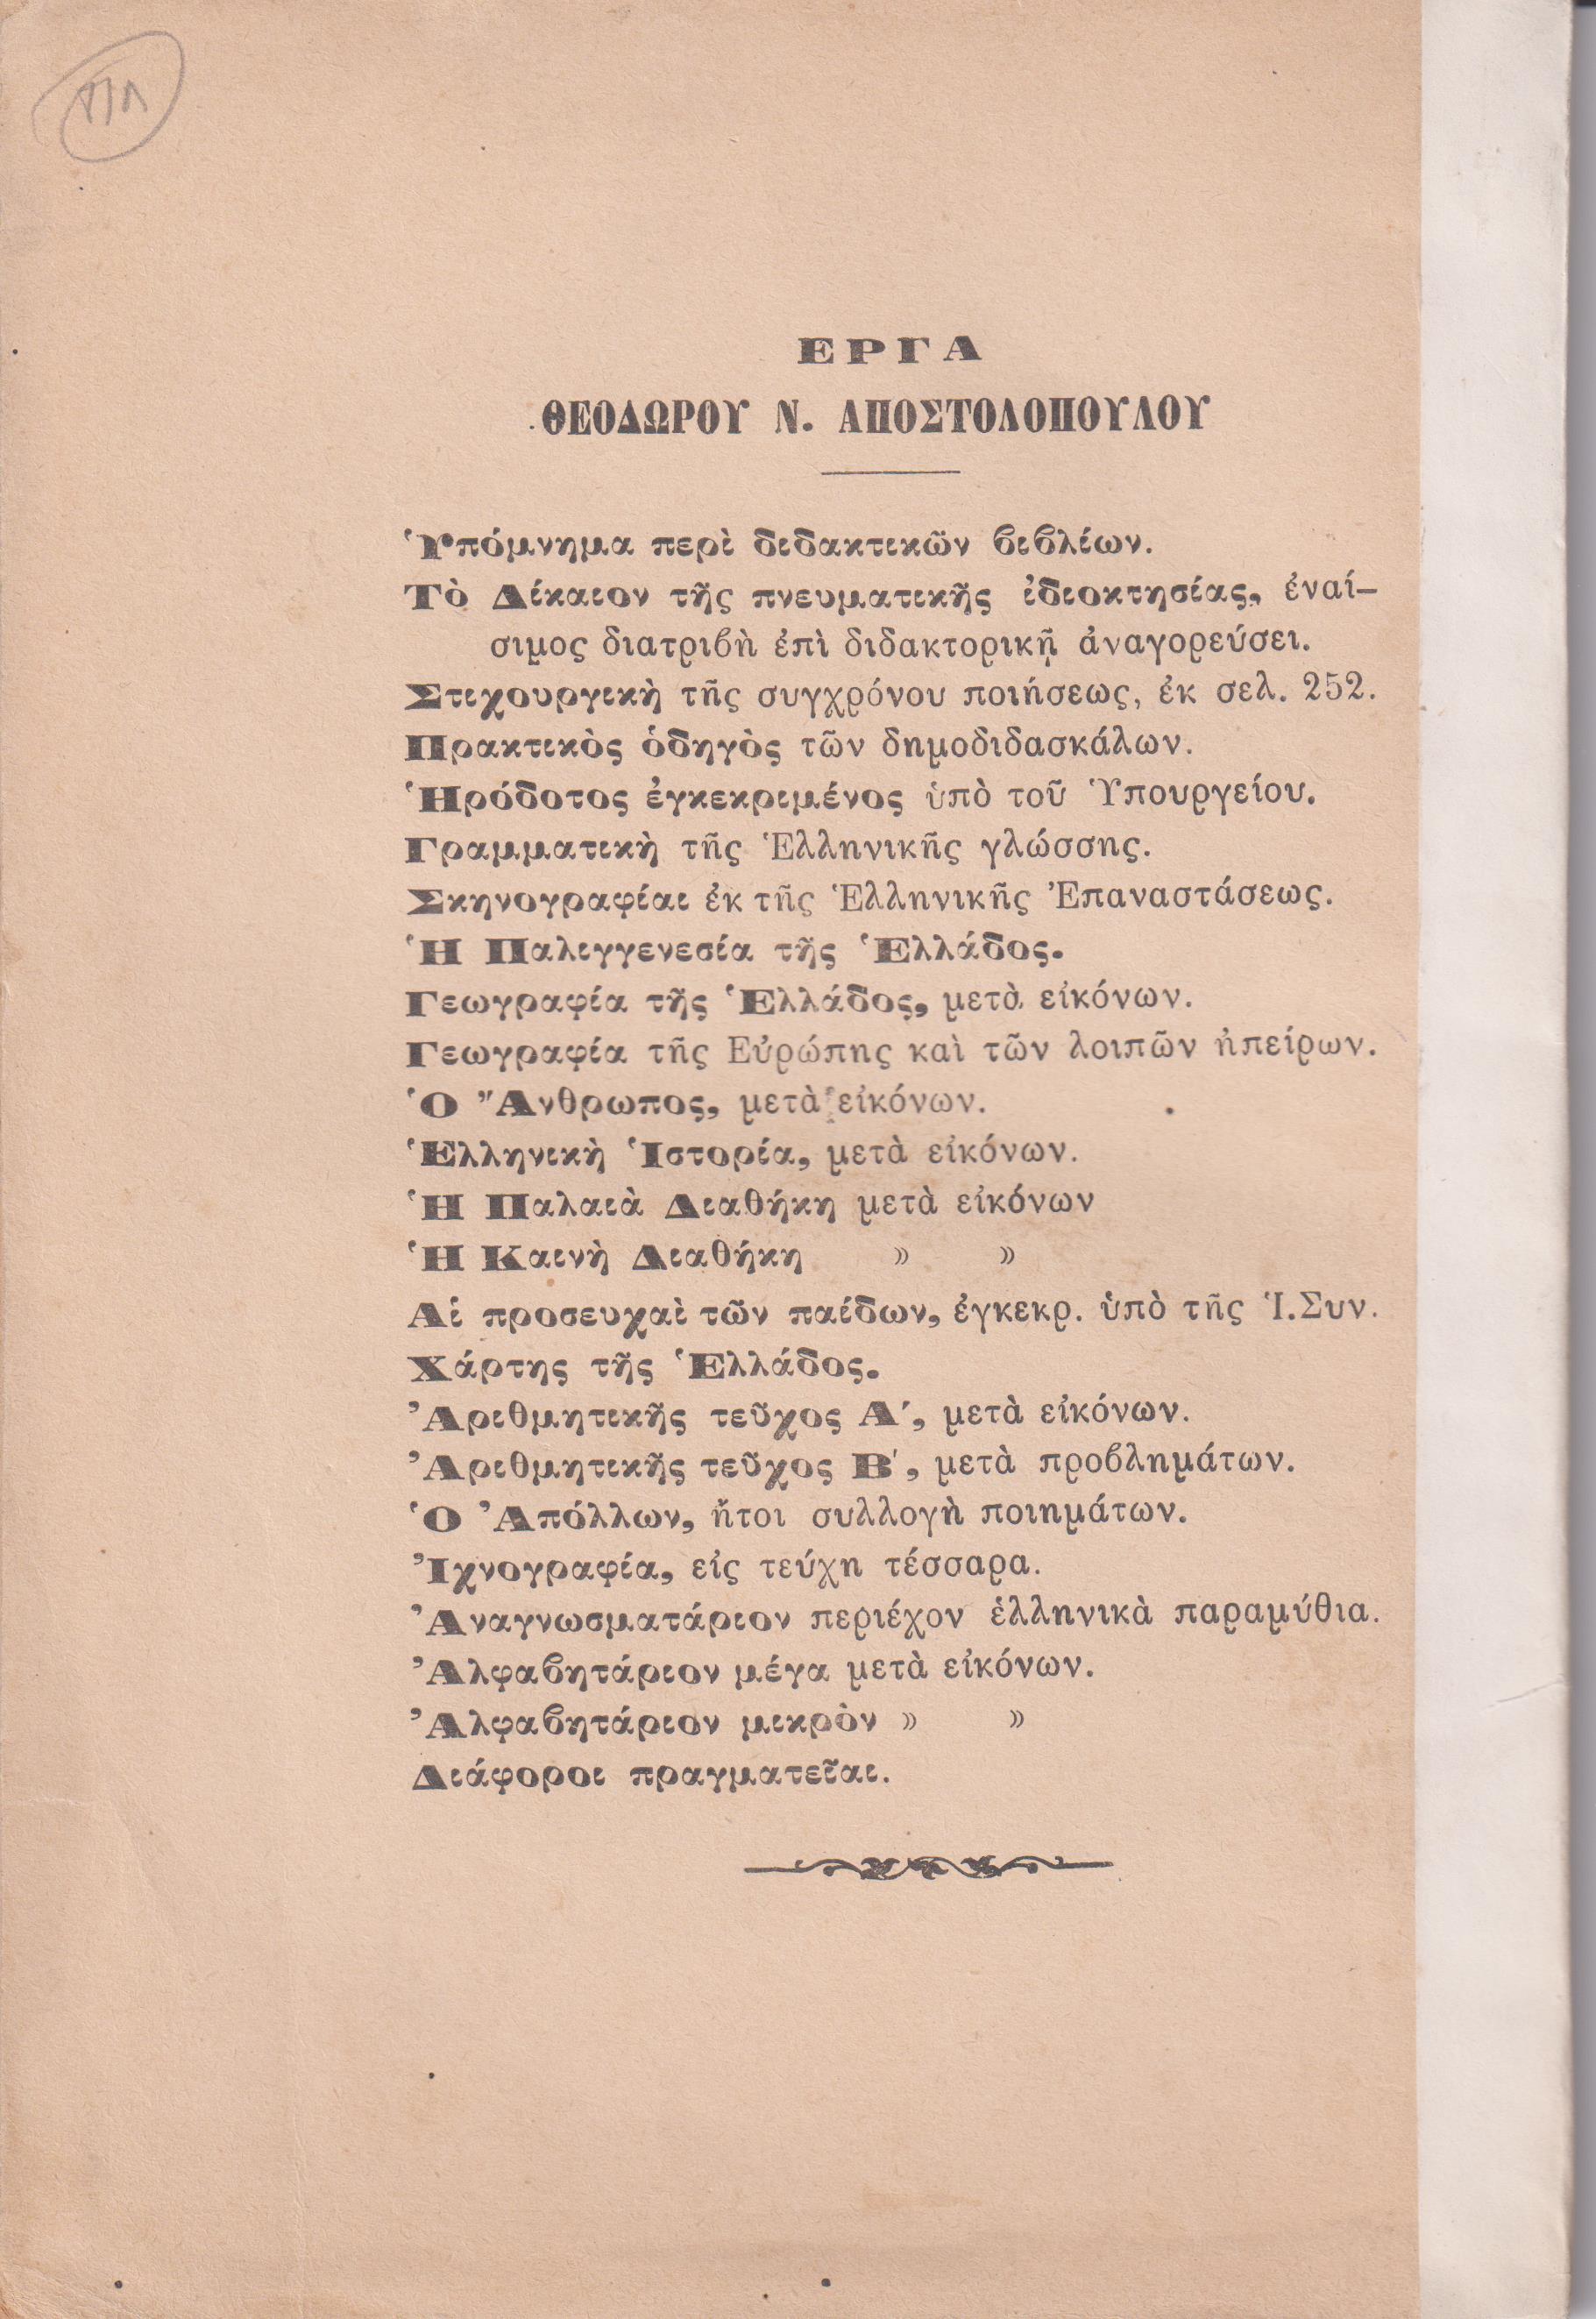 ΕΡΓΑ
ΘΕΟΔΩΡΟΥ Ν. ΑΠΟΣΤΟΛΟΠΟΥΛΟΥ
Ὑπόμνημα περὶ διδακτικῶν βιβλίων.
Τὸ Δίκαιον τῆς πνευματικῆς ἰδιοκτησίας, ἐναί-
σιμος διατριβὴ ἐπὶ διδακτορικῇ ἀναγορεύσει.
Στιχουργικὴ τῆς συγχρόνου ποιήσεως, ἐκ σελ. 252.
Πρακτικὸς ὁδηγὸς τῶν δημοδιδασκάλων.
Ἡρόδοτος ἐγκεκριμένος ὑπὸ τοῦ Ὑπουργείου.
Γραμματικὴ τῆς Ἑλληνικῆς γλώσσης.
Σκηνογραφίαι ἐκ τῆς Ἑλληνικῆς Ἐπαναστάσεως.
Ἡ Παλιγγενεσία τῆς Ἑλλάδος.
Γεωγραφία τῆς Ἑλλάδος, μετὰ εἰκόνων.
Γεωγραφία τῆς Εὐρώπης καὶ τῶν λοιπῶν ἠπείρων.
Ὁ Ἄνθρωπος, μετὰ εἰκόνων.
Ἑλληνικὴ Ἱστορία, μετὰ εἰκόνων.
Ἡ Παλαιὰ Διαθήκη μετὰ εἰκόνων
Ἡ Καινὴ Διαθήκη » »
Αἱ προσευχαὶ τῶν παίδων, ἐγκεκρ. ὑπὸ τῆς Ἱ. Συν.
Χάρτης τῆς Ἑλλάδος.
Ἀριθμητικῆς τεῦχος Α΄, μετὰ εἰκόνων.
Ἀριθμητικῆς τεῦχος Β΄, μετὰ προβλημάτων.
Ὁ Ἀπόλλων, ἤτοι συλλογὴ ποιημάτων.
Ἰχνογραφία, εἰς τεύχη τέσσαρα.
Ἀναγνωσματάριον περιέχον ἑλληνικὰ παραμύθια.
Ἀλφαβητάριον μέγα μετὰ εἰκόνων.
Ἀλφαβητάριον μικρὸν » »
Διάφοροι πραγματεῖαι.